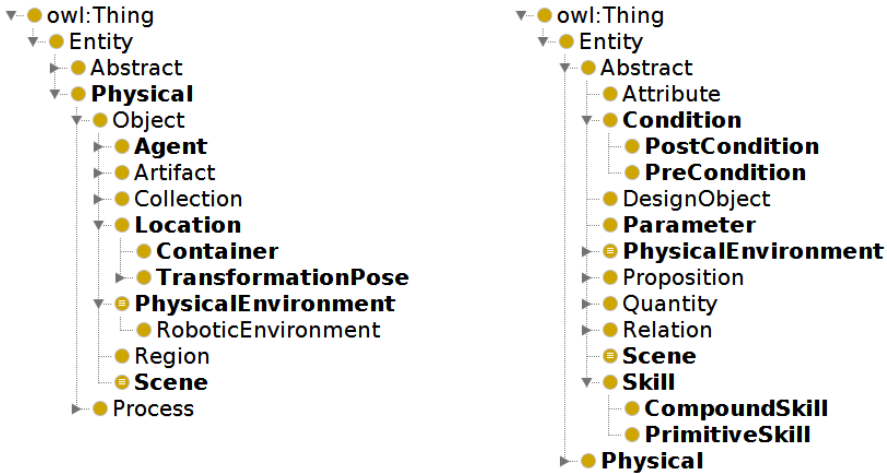 owl:Thing
Entity
Abstract
Physical
Object
Agent
Artifact
Collection
Location
Container
TransformationPose
PhysicalEnvironment
RoboticEnvironment
Region
Scene
Process
owl:Thing
Entity
Abstract
Attribute
Condition
PostCondition
PreCondition
DesignObject
Parameter
PhysicalEnvironment
Proposition
Quantity
Relation
Scene
Skill
CompoundSkill
PrimitiveSkill
Physical